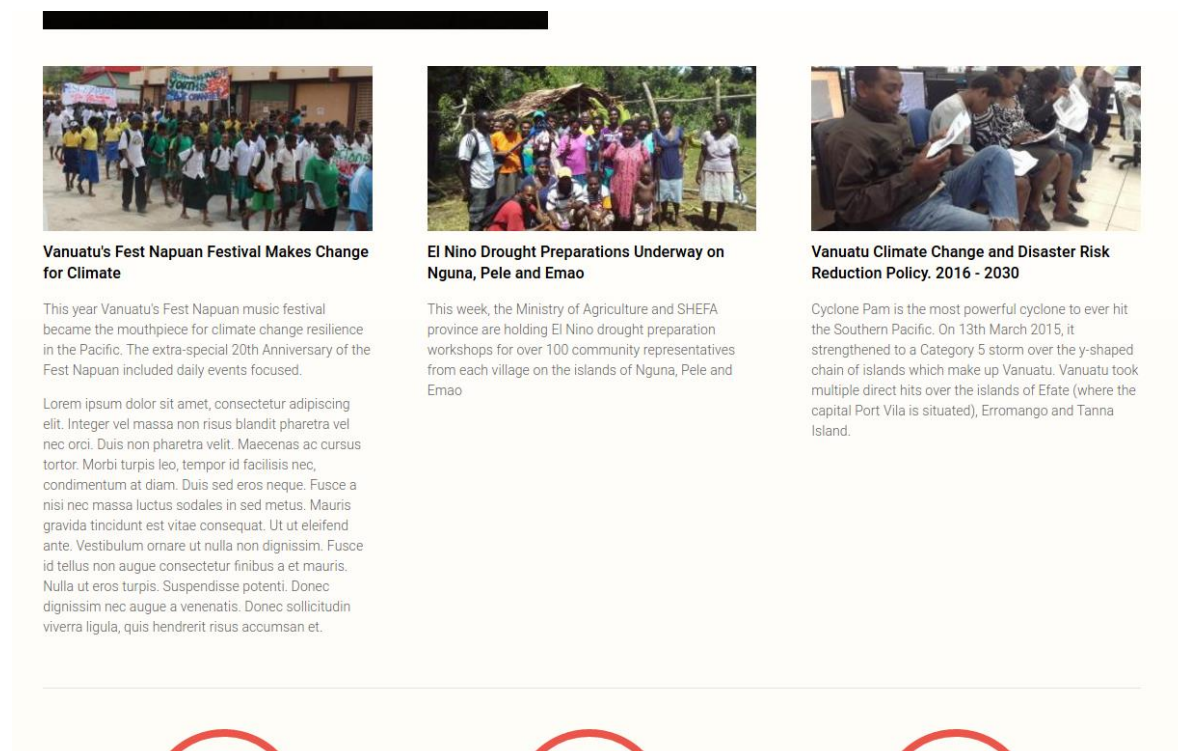 YOUTHS
Vanuatu's Fest Napuan Festival Makes Change
for Climate
This year Vanuatu's Fest Napuan music festival
became the mouthpiece for climate change resilience
in the Pacific. The extra-special 20th Anniversary of the
Fest Napuan included daily events focused.
Lorem ipsum dolor sit amet, consectetur adipiscing
elit. Integer vel massa non risus blandit pharetra vel
nec orci. Duis non pharetra velit. Maecenas ac cursus
tortor. Morbi turpis leo, tempor id facilisis nec,
condimentum at diam. Duis sed eros neque. Fusce a
nisi nec massa luctus sodales in sed metus. Mauris
gravida tincidunt est vitae consequat. Ut ut eleifend
ante. Vestibulum ornare ut nulla non dignissim. Fusce
id tellus non augue consectetur finibus a et mauris.
Nulla ut eros turpis. Suspendisse potenti. Donec
dignissim nec augue a venenatis. Donec sollicitudin
viverra ligula, quis hendrerit risus accumsan et.
El Nino Drought Preparations Underway on
Nguna, Pele and Emao
This week, the Ministry of Agriculture and SHEFA
province are holding El Nino drought preparation
workshops for over 100 community representatives
from each village on the islands of Nguna, Pele and
Emao
Vanuatu Climate Change and Disaster Risk
Reduction Policy. 2016 - 2030
Cyclone Pam is the most powerful cyclone to ever hit
the Southern Pacific. On 13th March 2015, it
strengthened to a Category 5 storm over the y-shaped
chain of islands which make up Vanuatu. Vanuatu took
multiple direct hits over the islands of Efate (where the
capital Port Vila is situated), Erromango and Tanna
Island.